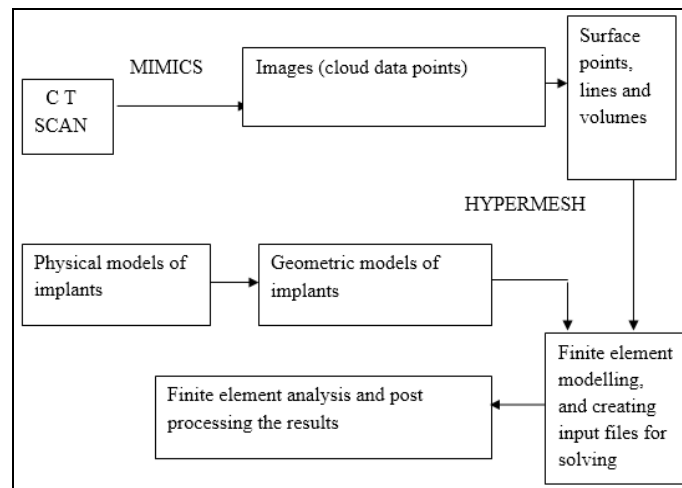 C T
SCAN
MIMICS
Images (cloud data points)
Surface
points,
lines and
volumes
HYPERMESH
Physical models of
implants
Geometric models of
implants
Finite element
modelling,
and creating
input files for
solving
Finite element analysis and post
processing the results